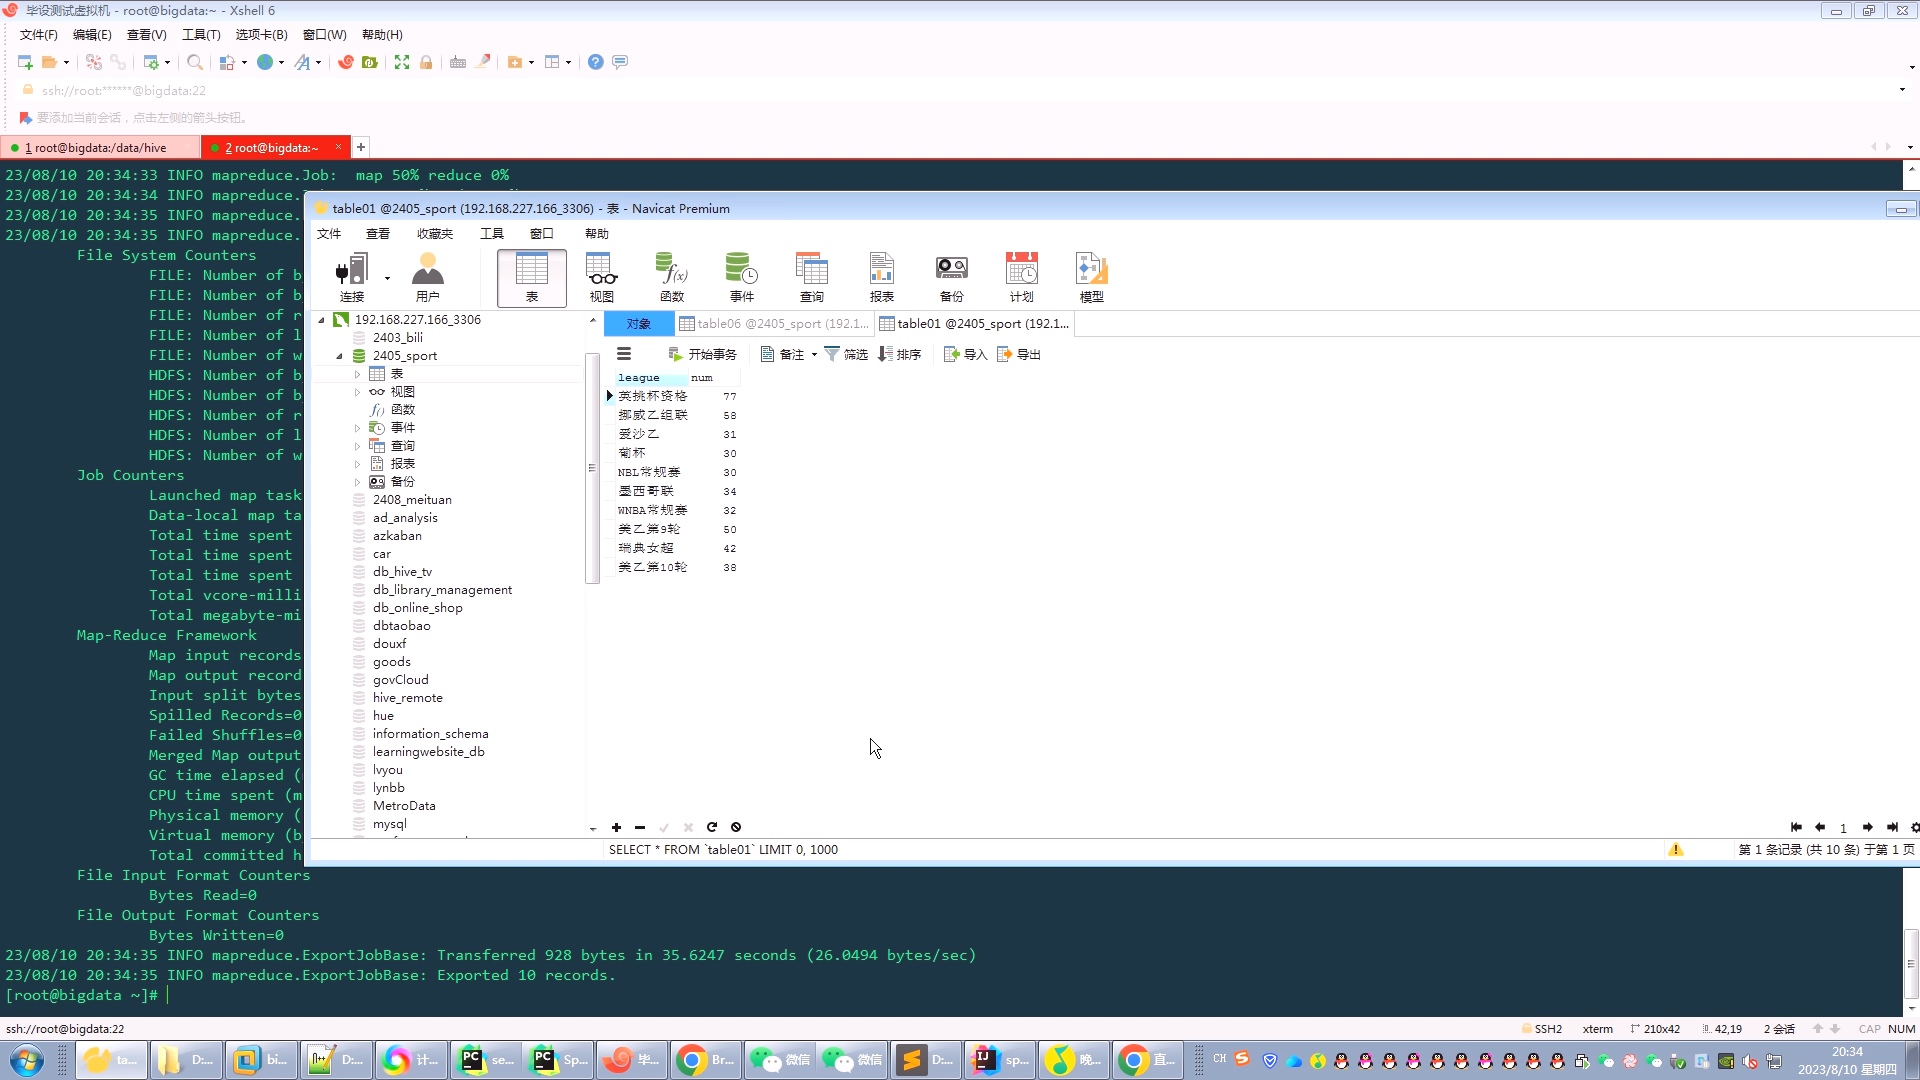 毕设测试虚拟机 - root@bigdata:~ - Xshell 6
文件(F) 编辑(E) 查看(V) 工具(T) 选项卡(B) 窗口(W) 帮助(H)
ssh://root:******@bigdata:22
要添加当前会话，点击左侧的箭头按钮。
1 root@bigdata:/data/hive
2 root@bigdata:~
23/08/10 20:34:33 INFO mapreduce.Job:  map 50% reduce 0%
23/08/10 20:34:34 INFO mapreduce.
23/08/10 20:34:35 INFO mapreduce.
23/08/10 20:34:35 INFO mapreduce.
File System Counters
FILE: Number of b
FILE: Number of b
FILE: Number of r
FILE: Number of l
FILE: Number of w
HDFS: Number of b
HDFS: Number of b
HDFS: Number of r
HDFS: Number of l
HDFS: Number of w
Job Counters
Launched map task
Data-local map ta
Total time spent
Total time spent
Total time spent
Total vcore-milli
Total megabyte-mi
Map-Reduce Framework
Map input records
Map output record
Input split bytes
Spilled Records=0
Failed Shuffles=0
Merged Map output
GC time elapsed (
CPU time spent (m
Physical memory (
Virtual memory (b
Total committed h
File Input Format Counters
Bytes Read=0
File Output Format Counters
Bytes Written=0
23/08/10 20:34:35 INFO mapreduce.ExportJobBase: Transferred 928 bytes in 35.6247 seconds (26.0494 bytes/sec)
23/08/10 20:34:35 INFO mapreduce.ExportJobBase: Exported 10 records.
[root@bigdata ~]#
table01 @2405_sport (192.168.227.166_3306) - 表 - Navicat Premium
文件 查看 收藏夹 工具 窗口 帮助
连接 用户 表 视图 函数 事件 查询 报表 备份 计划 模型
192.168.227.166_3306
2403_bili
2405_sport
表
视图
函数
事件
查询
报表
备份
2408_meituan
ad_analysis
azkaban
car
db_hive_tv
db_library_management
db_online_shop
dbtaobao
douxf
goods
govCloud
hive_remote
hue
information_schema
learningwebsite_db
lvyou
lynbb
MetroData
mysql
对象 table06 @2405_sport (192.1... table01 @2405_sport (192.1...
开始事务 备注 筛选 排序 导入 导出
league num
英挑杯资格 77
挪威乙组联 58
爱沙乙 31
葡杯 30
NBL常规赛 30
墨西哥联 34
WNBA常规赛 32
美乙第9轮 50
瑞典女超 42
美乙第10轮 38
1
SELECT * FROM `table01` LIMIT 0, 1000
第 1 条记录 (共 10 条) 于第 1 页
ssh://root@bigdata:22
SSH2 xterm 210x42 42,19 2 会话 CAP NUM
ta... D:... bi... D:... 计... se... Sp... 毕... Br... 微信 微信 D:... sp... 晚... 直...
CH
20:34
2023/8/10 星期四